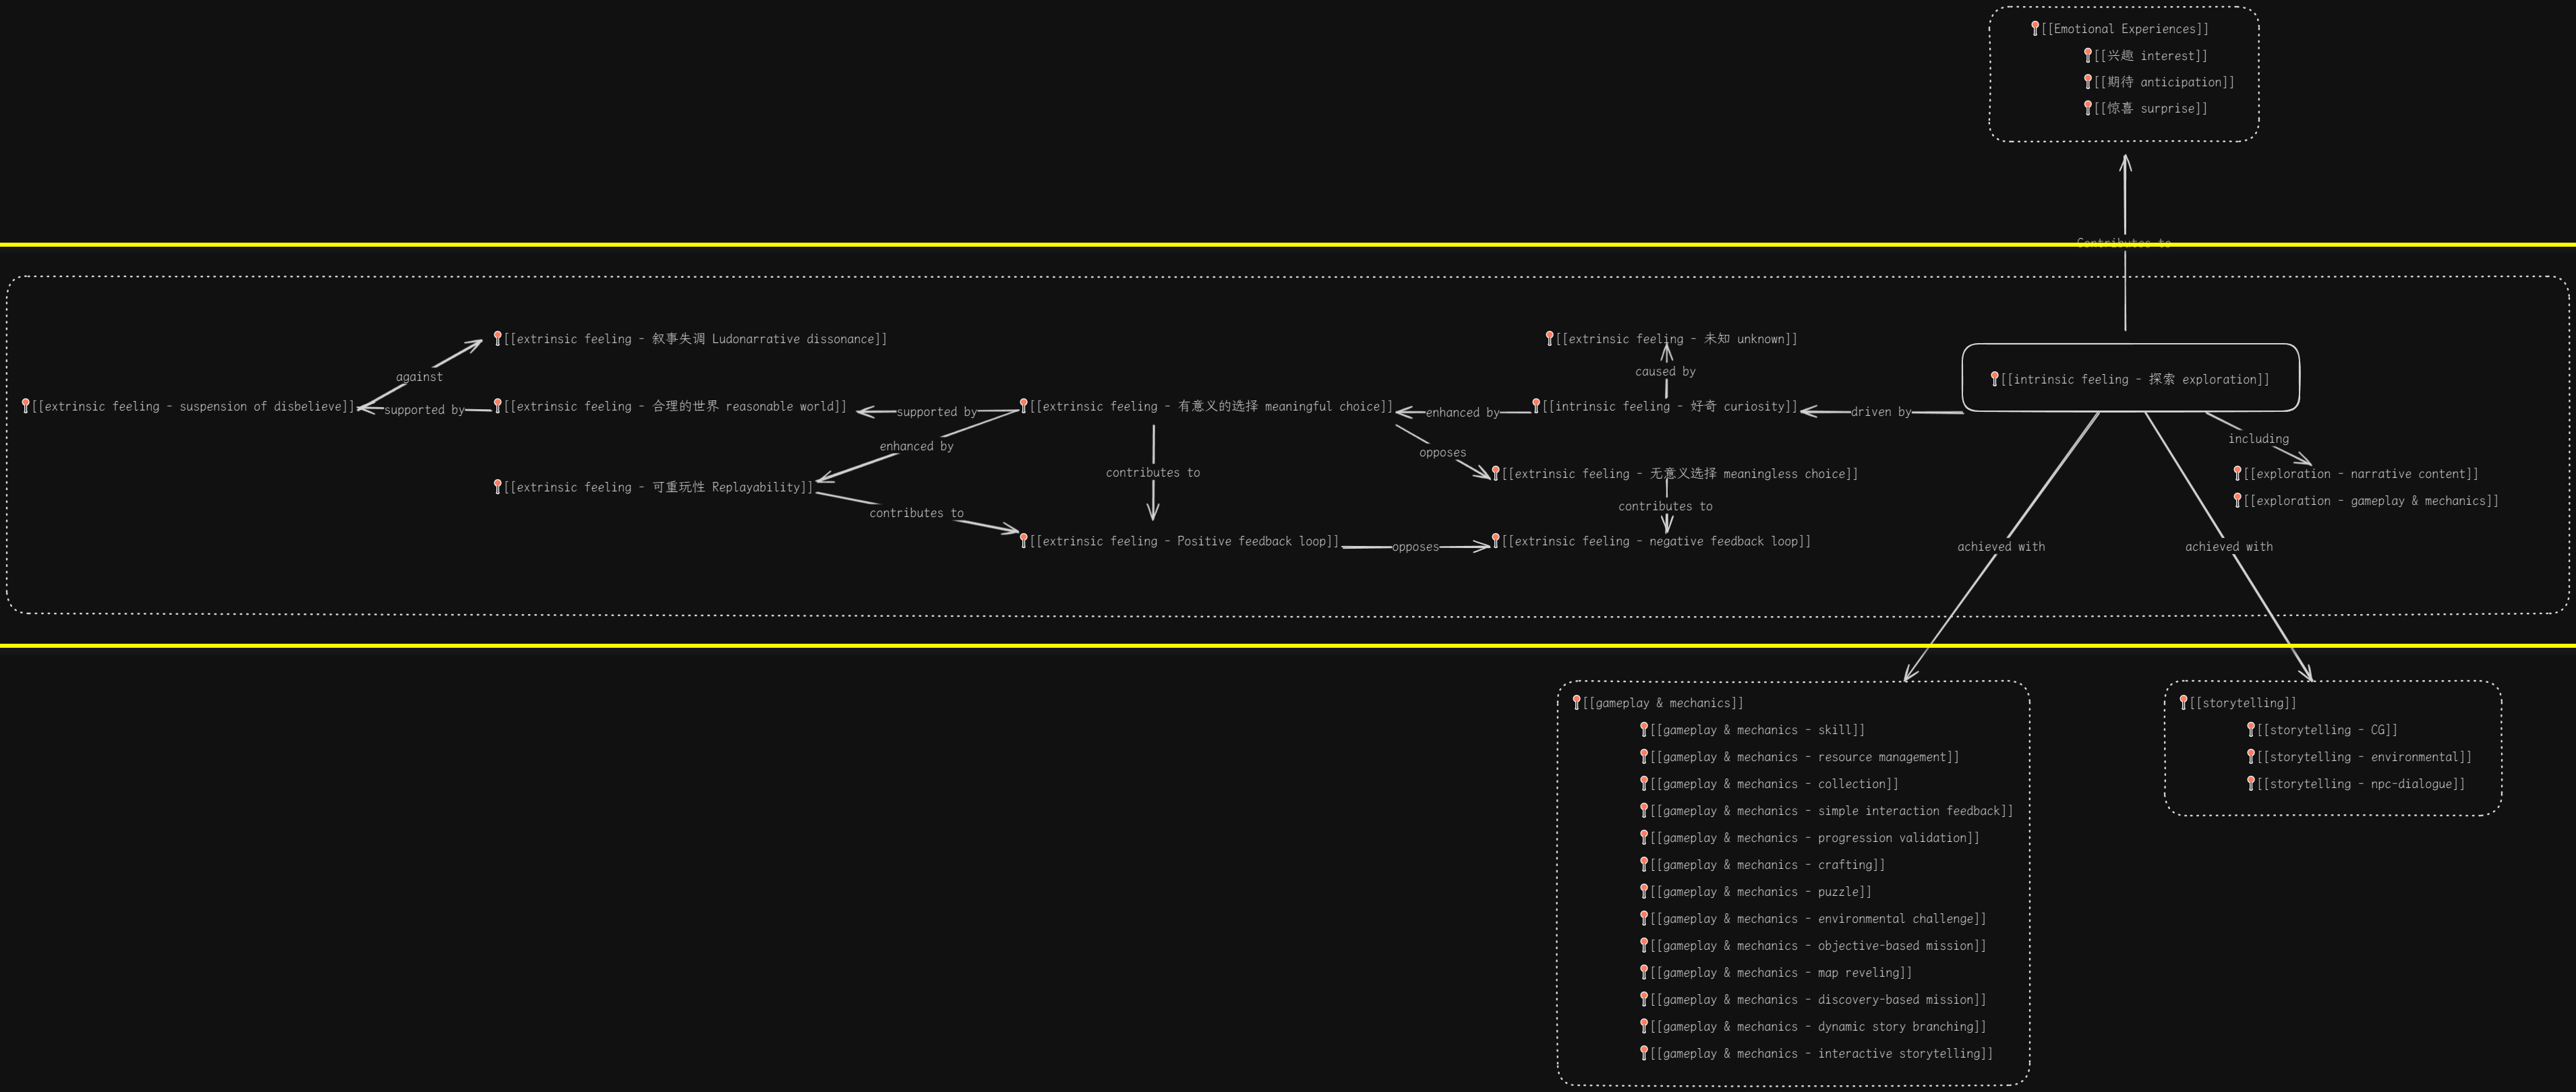 [[Emotional Experiences]]
[[兴趣 interest]]
[[期待 anticipation]]
[[惊喜 surprise]]
Contributes to
[[extrinsic feeling - 叙事失调 Ludonarrative dissonance]]
[[extrinsic feeling - 未知 unknown]]
against
caused by
[[intrinsic feeling - 探索 exploration]]
[[extrinsic feeling - suspension of disbelieve]]
supported by
[[extrinsic feeling - 合理的世界 reasonable world]]
supported by
[[extrinsic feeling - 有意义的选择 meaningful choice]]
enhanced by
[[intrinsic feeling - 好奇 curiosity]]
driven by
enhanced by
opposes
including
[[extrinsic feeling - 可重玩性 Replayability]]
contributes to
[[extrinsic feeling - 无意义选择 meaningless choice]]
[[exploration - narrative content]]
[[exploration - gameplay & mechanics]]
contributes to
contributes to
[[extrinsic feeling - Positive feedback loop]]
opposes
[[extrinsic feeling - negative feedback loop]]
achieved with
achieved with
[[gameplay & mechanics]]
[[gameplay & mechanics - skill]]
[[gameplay & mechanics - resource management]]
[[gameplay & mechanics - collection]]
[[gameplay & mechanics - simple interaction feedback]]
[[gameplay & mechanics - progression validation]]
[[gameplay & mechanics - crafting]]
[[gameplay & mechanics - puzzle]]
[[gameplay & mechanics - environmental challenge]]
[[gameplay & mechanics - objective-based mission]]
[[gameplay & mechanics - map reveling]]
[[gameplay & mechanics - discovery-based mission]]
[[gameplay & mechanics - dynamic story branching]]
[[gameplay & mechanics - interactive storytelling]]
[[storytelling]]
[[storytelling - CG]]
[[storytelling - environmental]]
[[storytelling - npc-dialogue]]